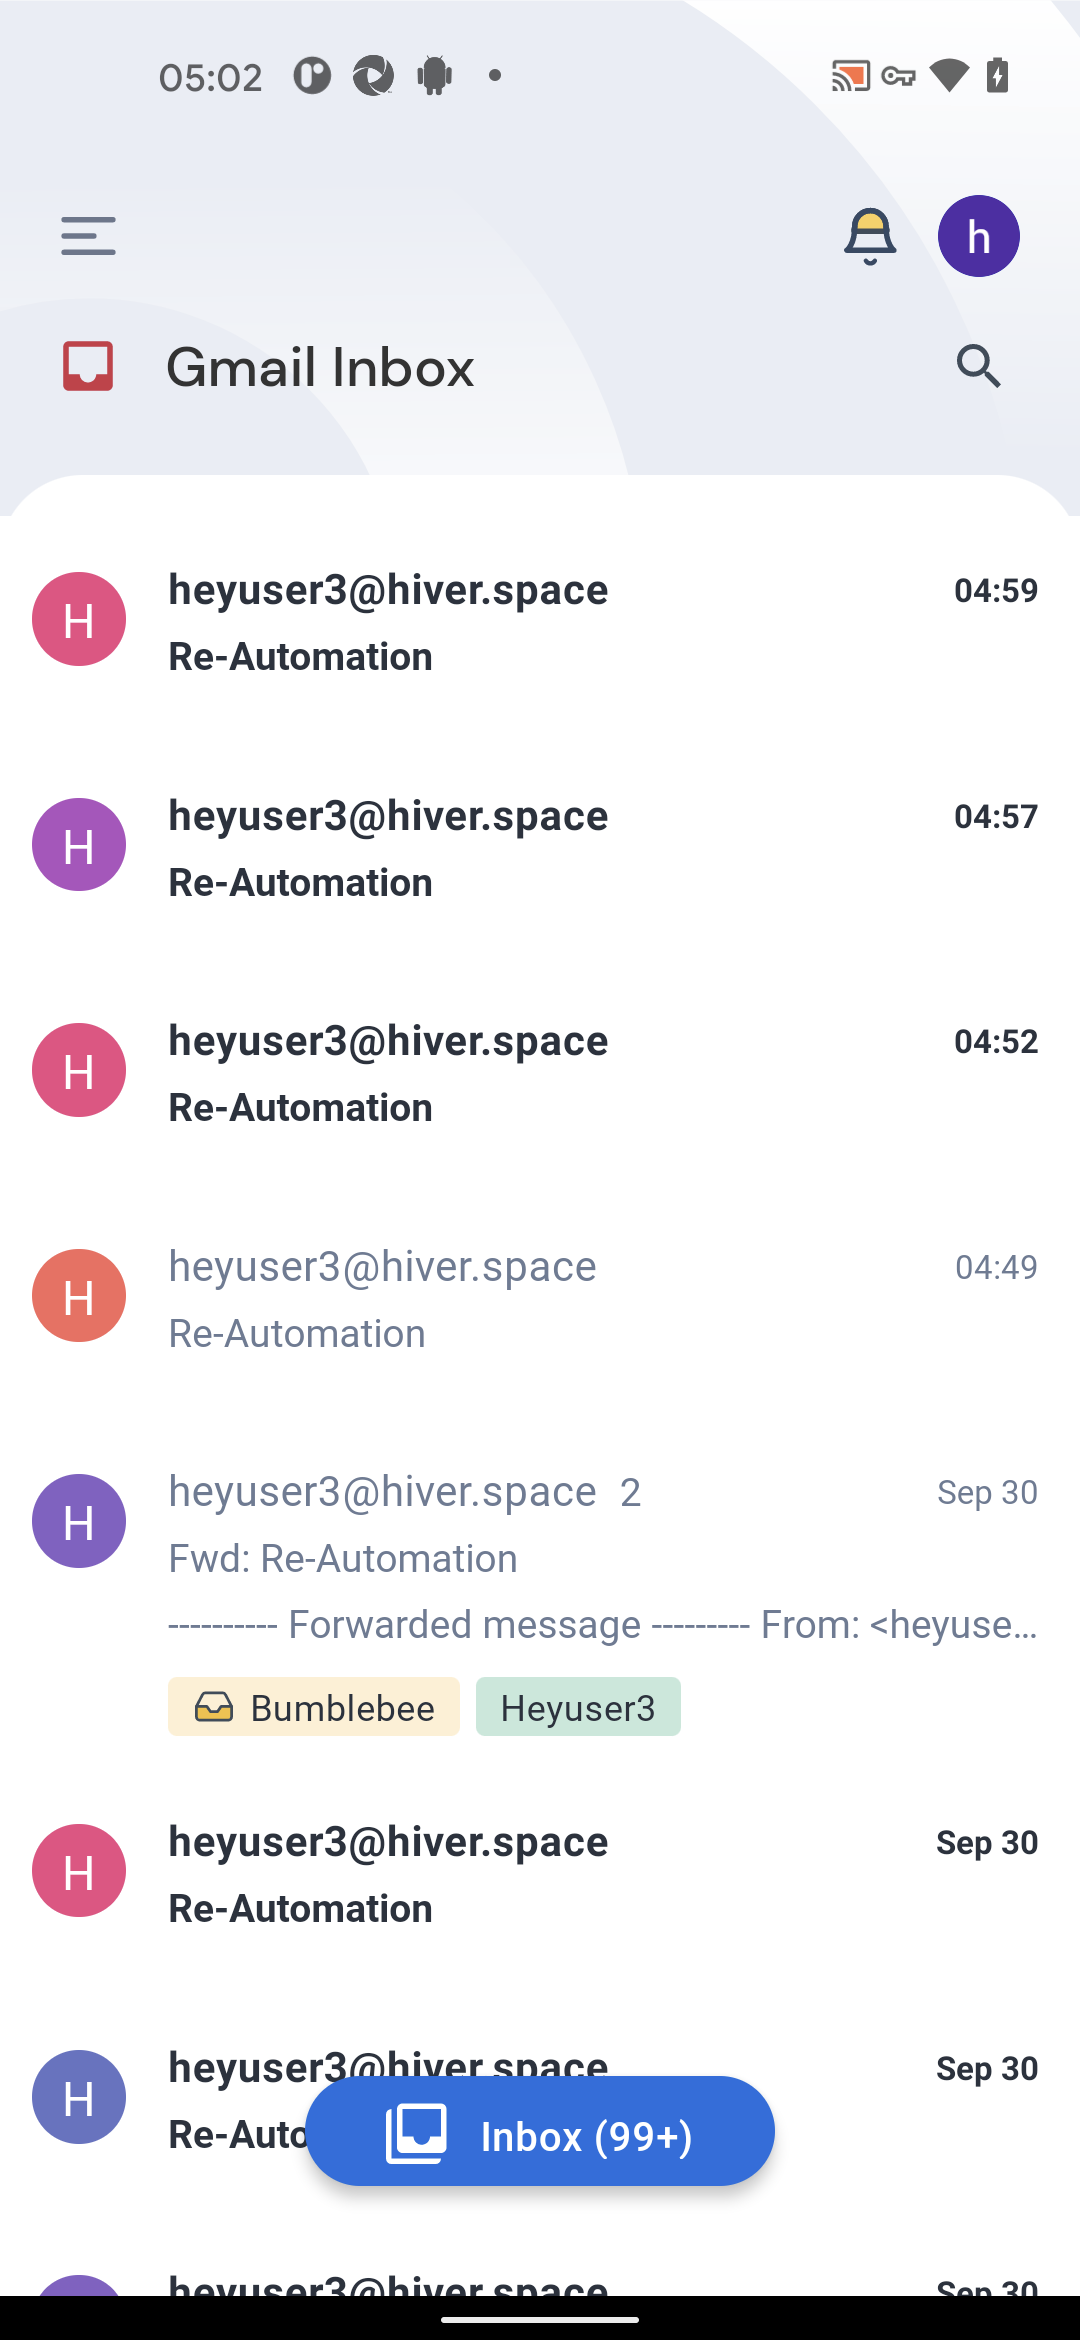 05:02
h
Gmail Inbox
H heyuser3@hiver.space 04:59
Re-Automation
H heyuser3@hiver.space 04:57
Re-Automation
H heyuser3@hiver.space 04:52
Re-Automation
H heyuser3@hiver.space 04:49
Re-Automation
H heyuser3@hiver.space 2 Sep 30
Fwd: Re-Automation
---------- Forwarded message --------- From: <heyuse…
Bumblebee Heyuser3
H heyuser3@hiver.space Sep 30
Re-Automation
H heyuser3@hiver.space Sep 30
Re-Auto
Inbox (99+)
heyuser3@hiver.space Sep 30